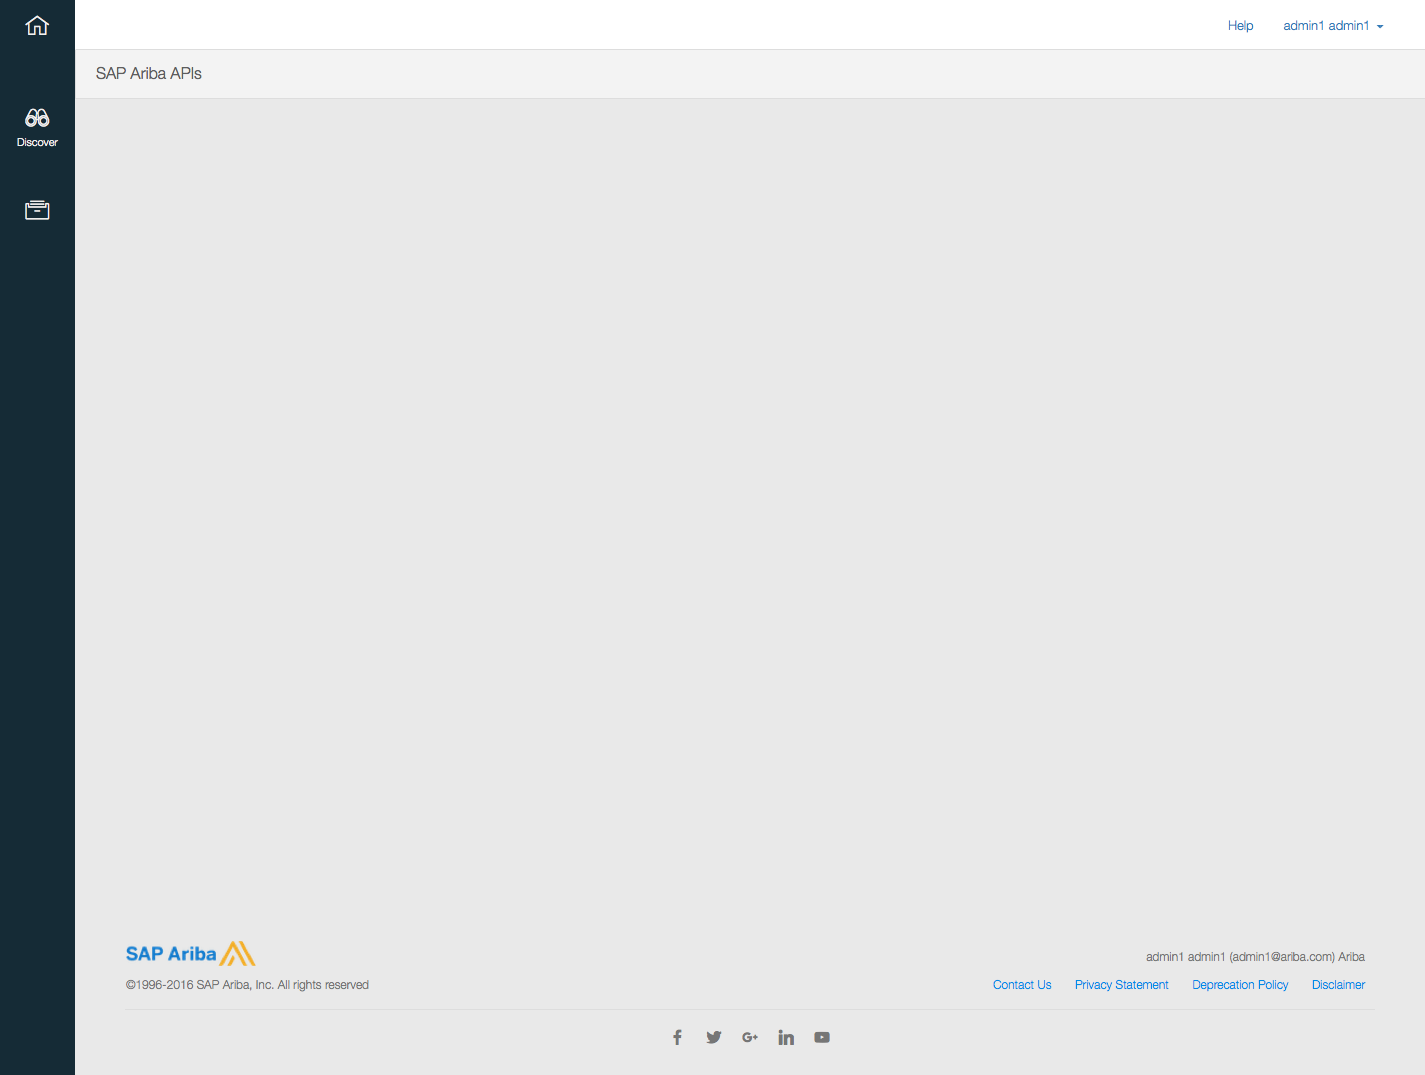 Help admin1 admin1
SAP Ariba APIs
Discover
SAP Ariba
admin1 admin1 (admin1@ariba.com) Ariba
©1996-2016 SAP Ariba, Inc. All rights reserved
Contact Us Privacy Statement Deprecation Policy Disclaimer